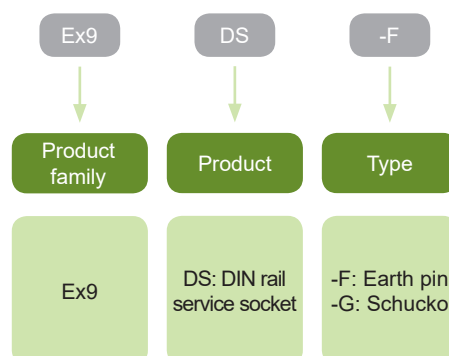 Ex9
DS
-F
Product
family
Product
Type
Ex9
DS: DIN rail
service socket
-F: Earth pin
-G: Schucko